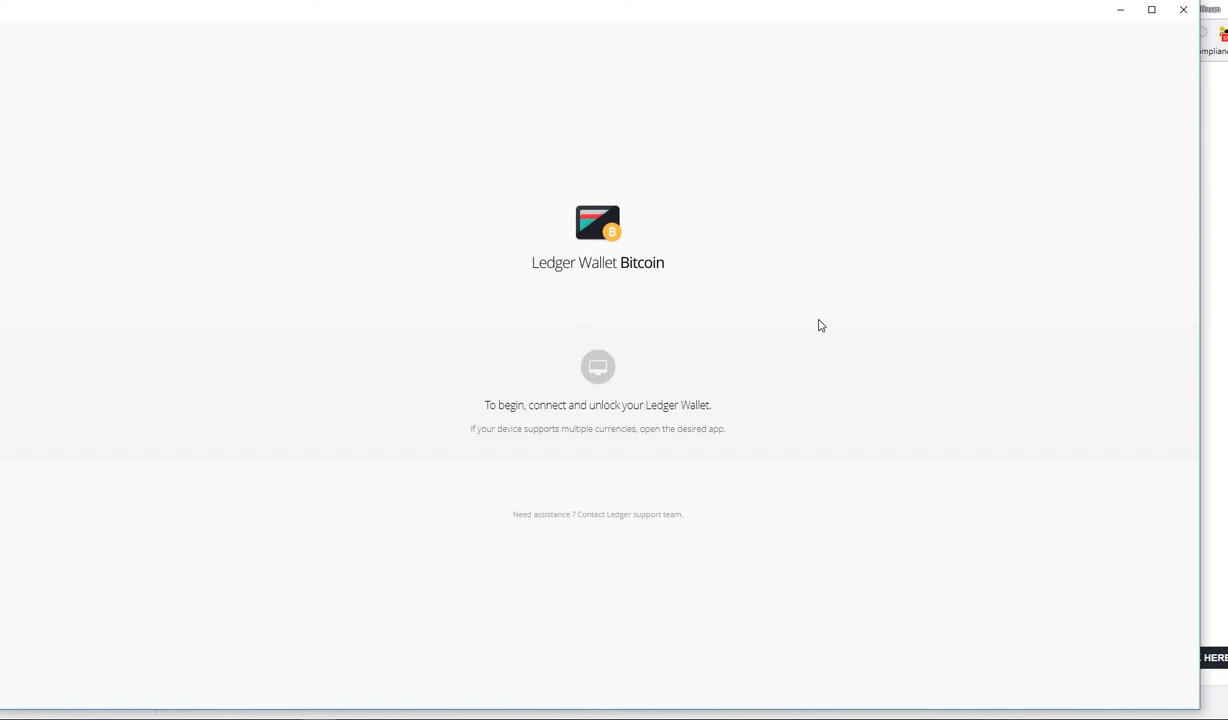 Ledger Wallet Bitcoin
To begin, connect and unlock your Ledger Wallet.
If your device supports multiple currencies, open the desired app.
Need assistance ? Contact Ledger support team.
HERE